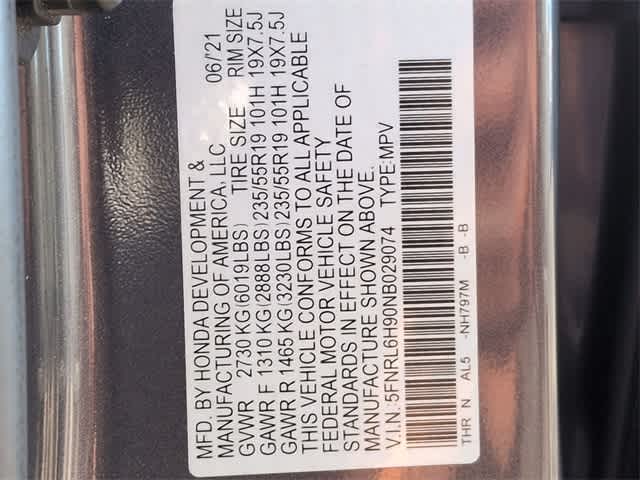 MFD. BY HONDA DEVELOPMENT &
MANUFACTURING OF AMERICA, LLC 06/21
GVWR 2730 KG(6019LBS) TIRE SIZE RIM SIZE
GAWR F 1310 KG(2888LBS)235/55R19 101H 19X7.5J
GAWR R 1465 KG(3230LBS)235/55R19 101H 19X7.5J
THIS VEHICLE CONFORMS TO ALL APPLICABLE
FEDERAL MOTOR VEHICLE SAFETY
STANDARDS IN EFFECT ON THE DATE OF
MANUFACTURE SHOWN ABOVE.
V.I.N.:5FNRL6H90NB029074 TYPE:MPV
THR N AL5 -NH797M -B -B